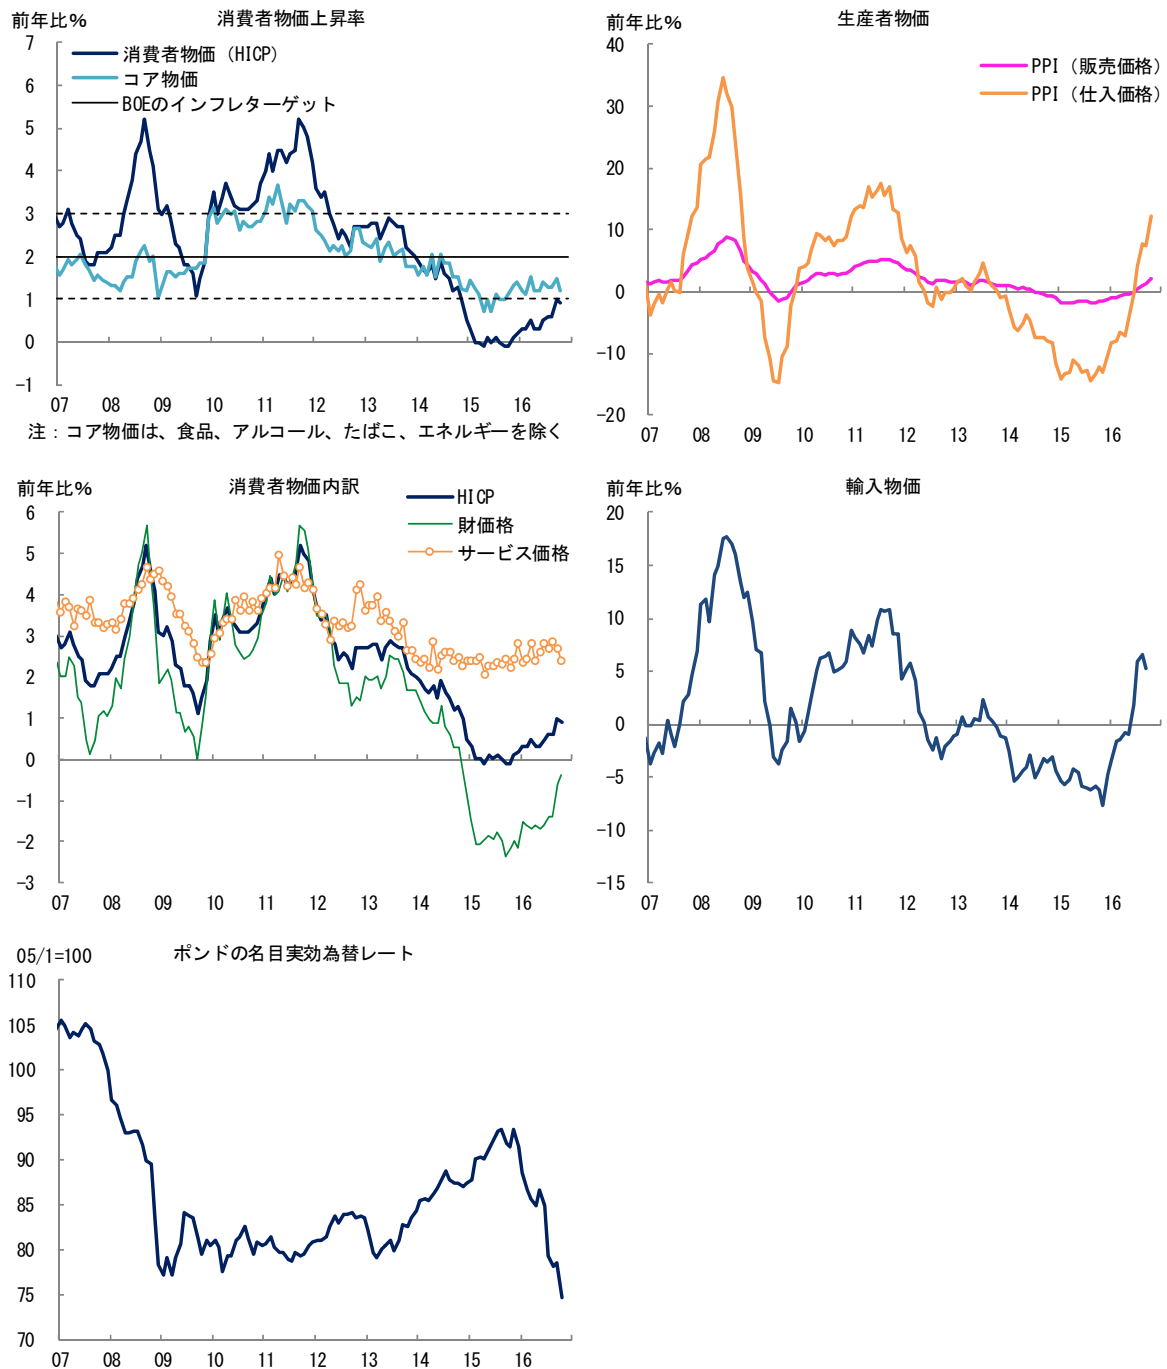 消費者物価上昇率
前年比%
消費者物価（HICP）
コア物価
BOEのインフレターゲット
7
6
5
4
3
2
1
0
−1
07 08 09 10 11 12 13 14 15 16
注：コア物価は、食品、アルコール、たばこ、エネルギーを除く
生産者物価
前年比%
PPI（販売価格）
PPI（仕入価格）
40
30
20
10
0
−10
−20
07 08 09 10 11 12 13 14 15 16
消費者物価内訳
前年比%
HICP
財価格
サービス価格
6
5
4
3
2
1
0
−1
−2
−3
07 08 09 10 11 12 13 14 15 16
輸入物価
前年比%
20
15
10
5
0
−5
−10
−15
07 08 09 10 11 12 13 14 15 16
ポンドの名目実効為替レート
05/1=100
110
105
100
95
90
85
80
75
70
07 08 09 10 11 12 13 14 15 16